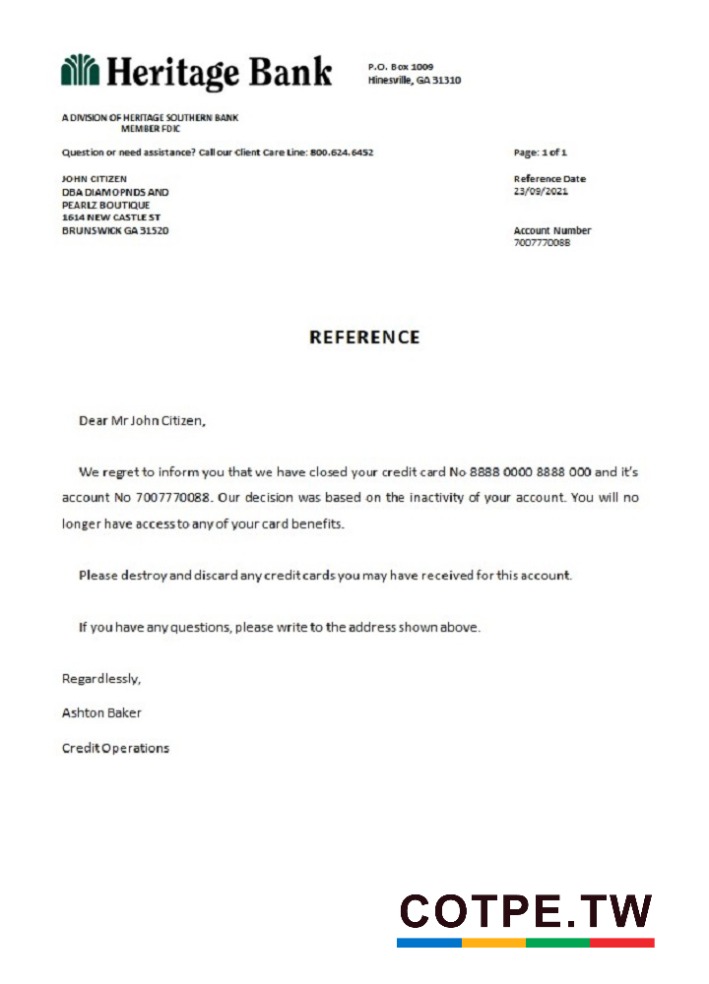 Heritage Bank
P.O. Box 1009
Hinesville, GA 31310
A DIVISION OF HERITAGE SOUTHERN BANK
MEMBER FDIC
Question or need assistance? Call our Client Care Line: 800.624.6452
Page: 1 of 1
JOHN CITIZEN
DBA DIAMOPNDS AND
PEARLZ BOUTIQUE
1614 NEW CASTLE ST
BRUNSWICK GA 31520
Reference Date
23/09/2021
Account Number
7007770088
REFERENCE
Dear Mr John Citizen,
We regret to inform you that we have closed your credit card No 8888 0000 8888 000 and it's
account No 7007770088. Our decision was based on the inactivity of your account. You will no
longer have access to any of your card benefits.
Please destroy and discard any credit cards you may have received for this account.
If you have any questions, please write to the address shown above.
Regardlessly,
Ashton Baker
Credit Operations
COTPE.TW